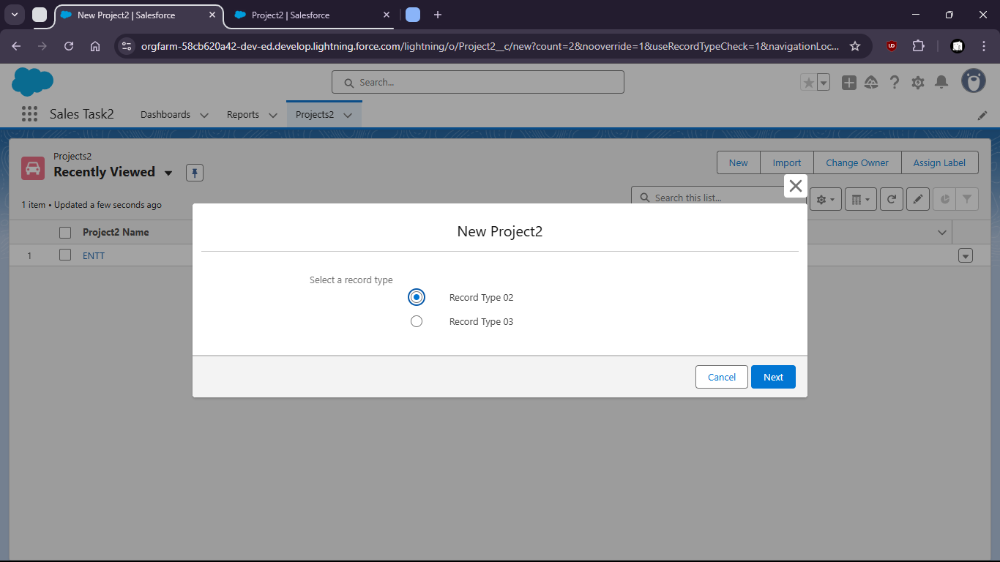 New Project2 | Salesforce
Project2 | Salesforce
orgfarm-58cb620a42-dev-ed.develop.lightning.force.com/lightning/o/Project2__c/new?count=2&nooverride=1&useRecordTypeCheck=1&navigationLoc...
Search...
Sales Task2
Dashboards
Reports
Projects2
Projects2
Recently Viewed
New
Import
Change Owner
Assign Label
1 item • Updated a few seconds ago
Search this list...
Project2 Name
1
ENTT
New Project2
Select a record type
Record Type 02
Record Type 03
Cancel
Next